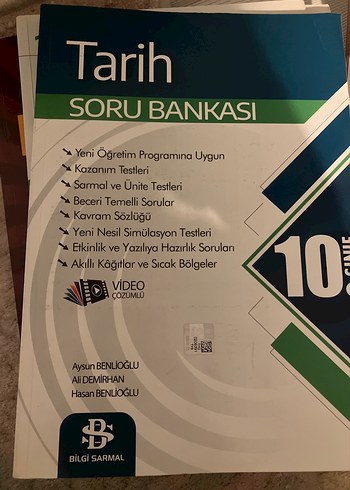 Tarih
SORU BANKASI
Yeni Öğretim Programına Uygun
Kazanım Testleri
Sarmal ve Ünite Testleri
Beceri Temelli Sorular
Kavram Sözlüğü
Yeni Nesil Simülasyon Testleri
Etkinlik ve Yazılıya Hazırlık Soruları
Akıllı Kâğıtlar ve Sıcak Bölgeler
10.
SINIF
VİDEO
ÇÖZÜMLÜ
Aysun BENLİOĞLU
Ali DEMİRHAN
Hasan BENLİOĞLU
BS
BİLGİ SARMAL